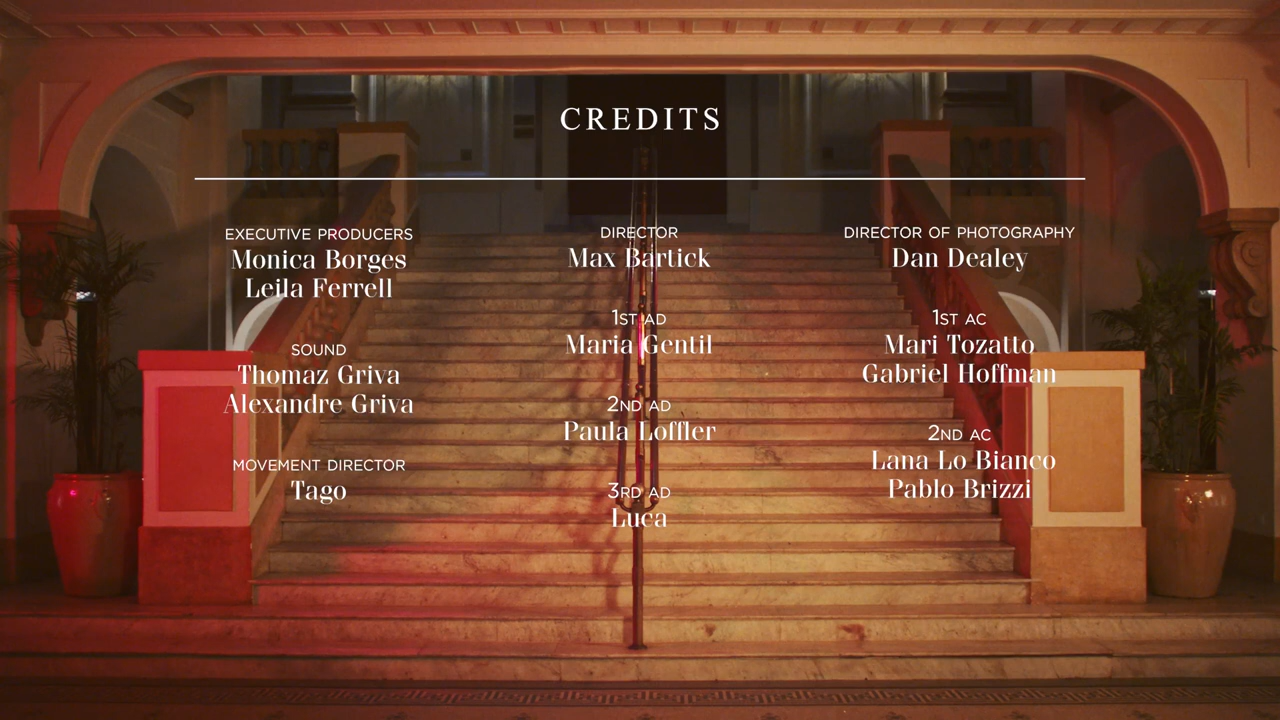 CREDITS
EXECUTIVE PRODUCERS
Monica Borges
Leila Ferrell
SOUND
Thomaz Griva
Alexandre Griva
MOVEMENT DIRECTOR
Tago
DIRECTOR
Max Bartick
1ST AD
Maria Gentil
2ND AD
Paula Loffler
3RD AD
Luca
DIRECTOR OF PHOTOGRAPHY
Dan Dealey
1ST AC
Mari Tozatto
Gabriel Hoffman
2ND AC
Lana Lo Bianco
Pablo Brizzi